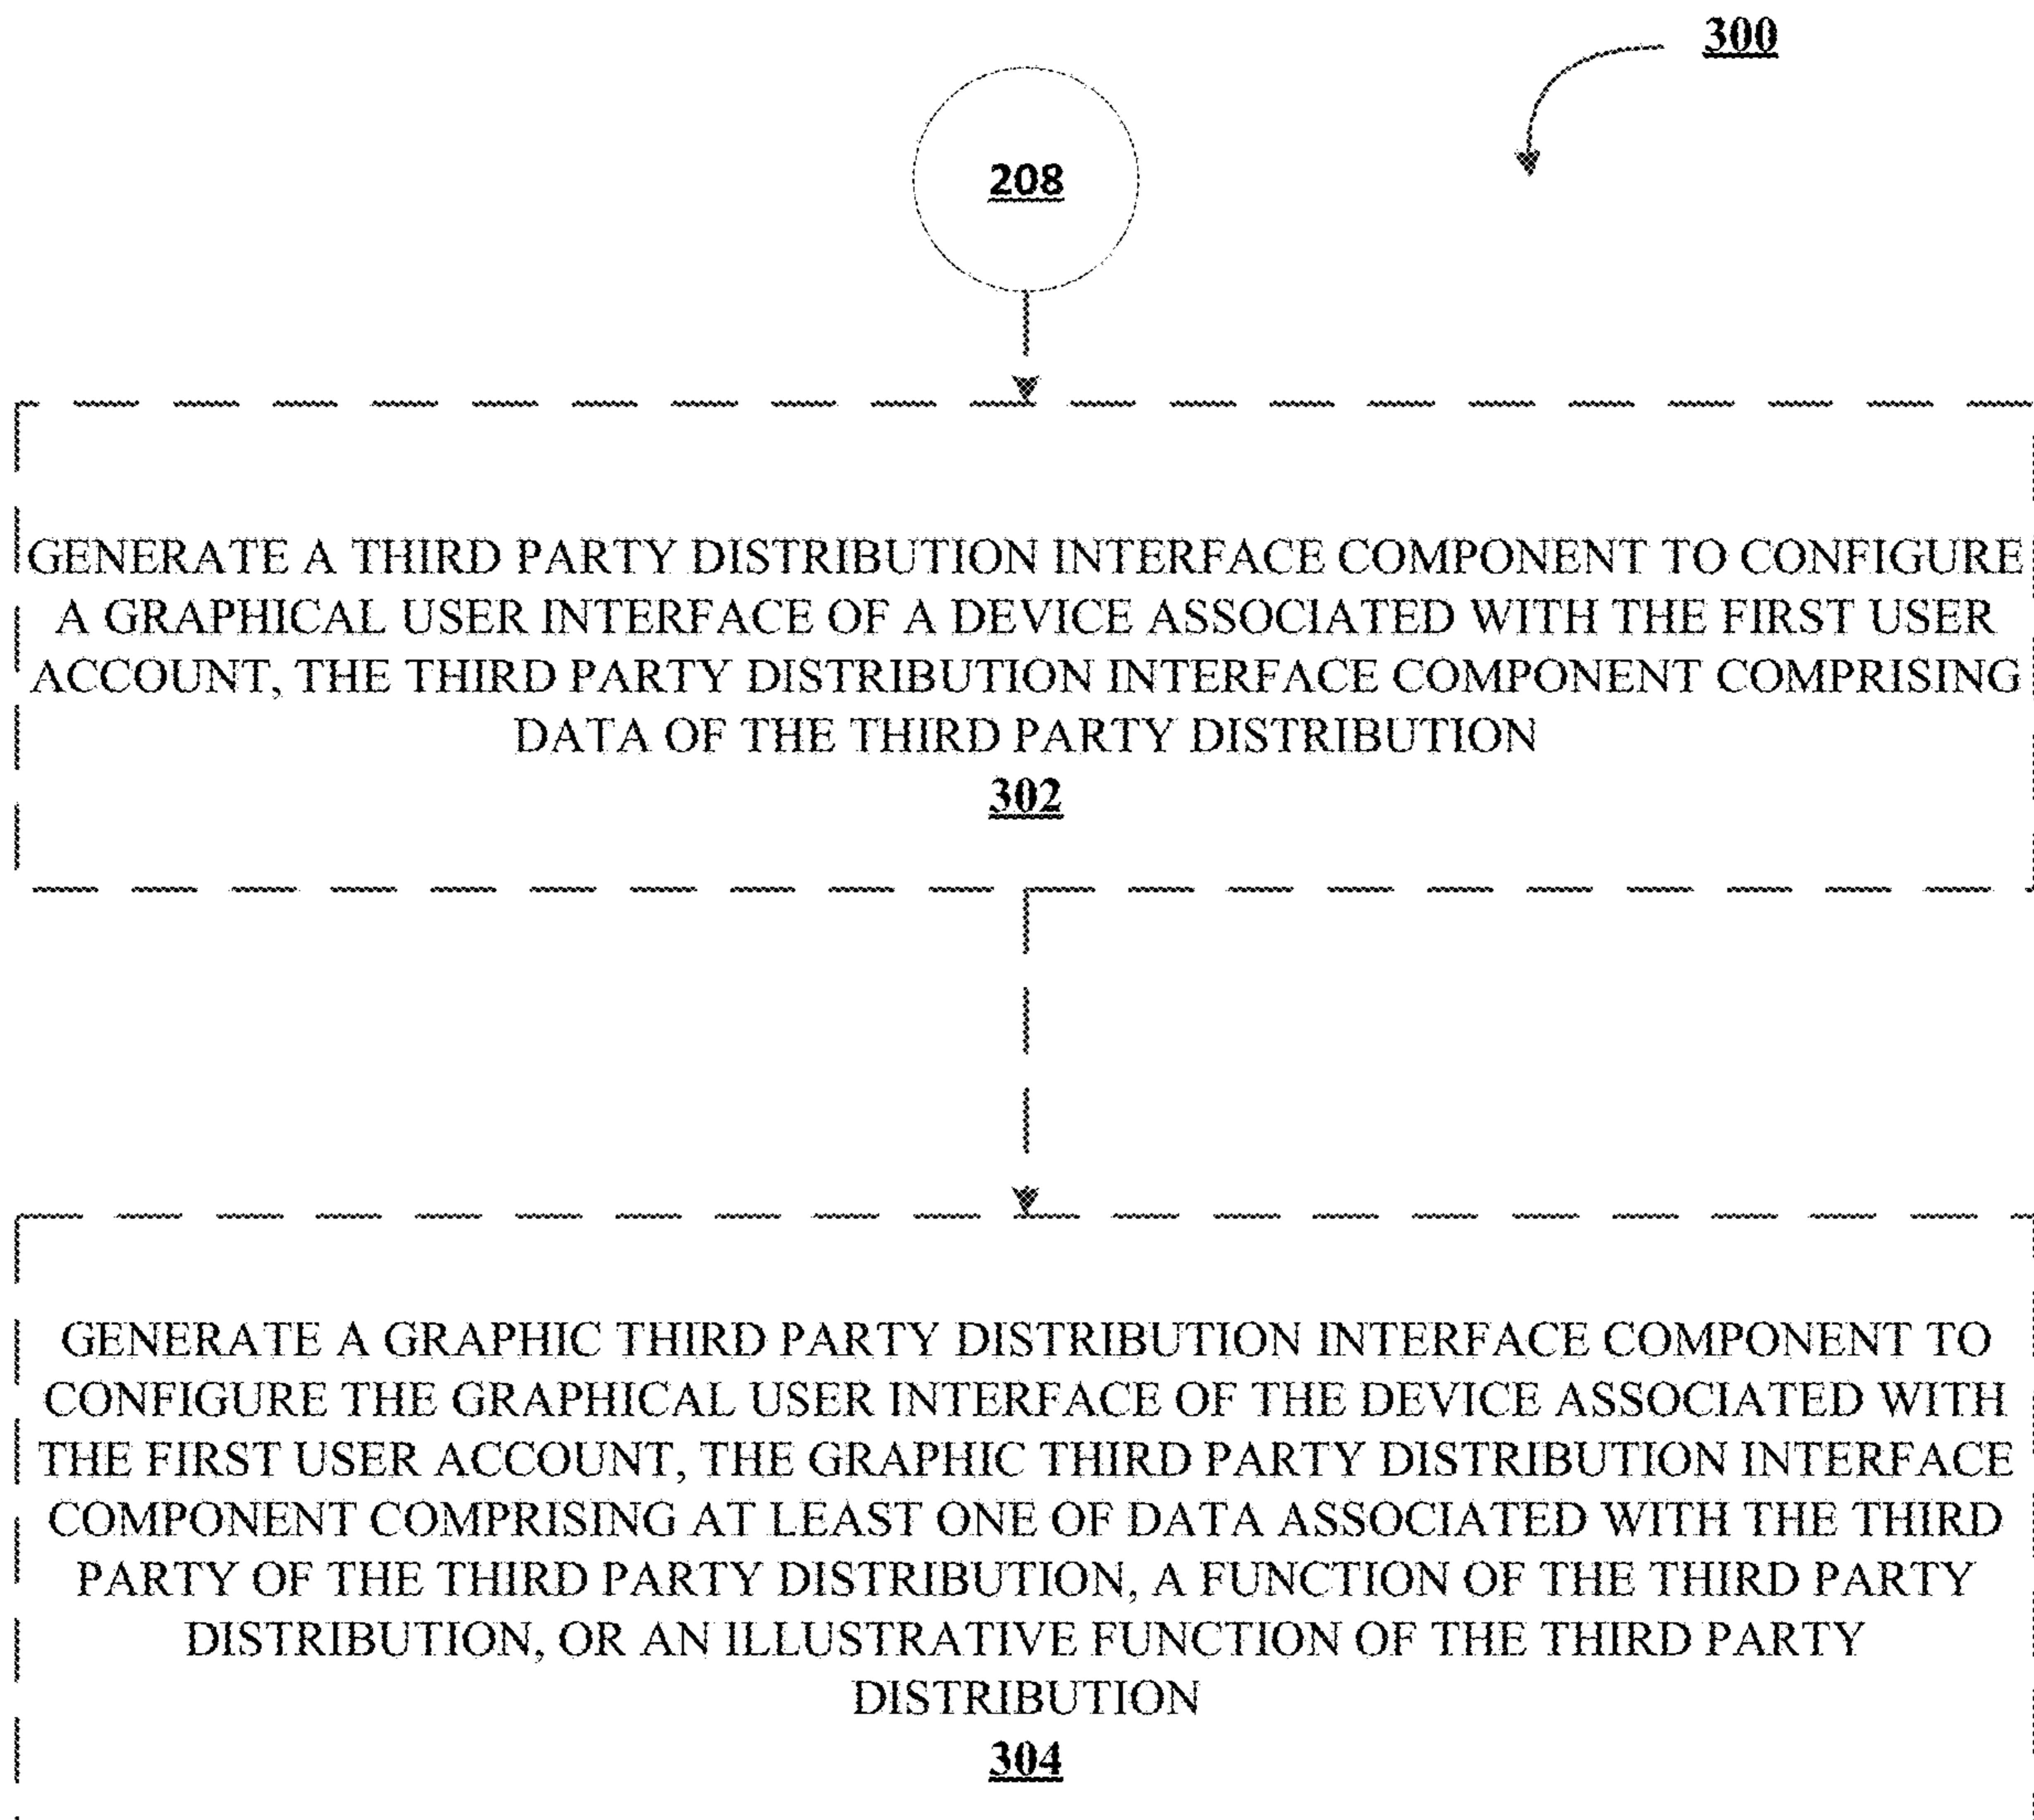 300
208
GENERATE A THIRD PARTY DISTRIBUTION INTERFACE COMPONENT TO CONFIGURE
A GRAPHICAL USER INTERFACE OF A DEVICE ASSOCIATED WITH THE FIRST USER
ACCOUNT, THE THIRD PARTY DISTRIBUTION INTERFACE COMPONENT COMPRISING
DATA OF THE THIRD PARTY DISTRIBUTION
302
GENERATE A GRAPHIC THIRD PARTY DISTRIBUTION INTERFACE COMPONENT TO
CONFIGURE THE GRAPHICAL USER INTERFACE OF THE DEVICE ASSOCIATED WITH
THE FIRST USER ACCOUNT, THE GRAPHIC THIRD PARTY DISTRIBUTION INTERFACE
COMPONENT COMPRISING AT LEAST ONE OF DATA ASSOCIATED WITH THE THIRD
PARTY OF THE THIRD PARTY DISTRIBUTION, A FUNCTION OF THE THIRD PARTY
DISTRIBUTION, OR AN ILLUSTRATIVE FUNCTION OF THE THIRD PARTY
DISTRIBUTION
304